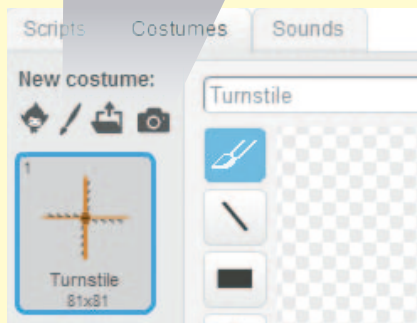 Scripts Costumes Sounds
New costume:
Turnstile
1
Turnstile
81x81